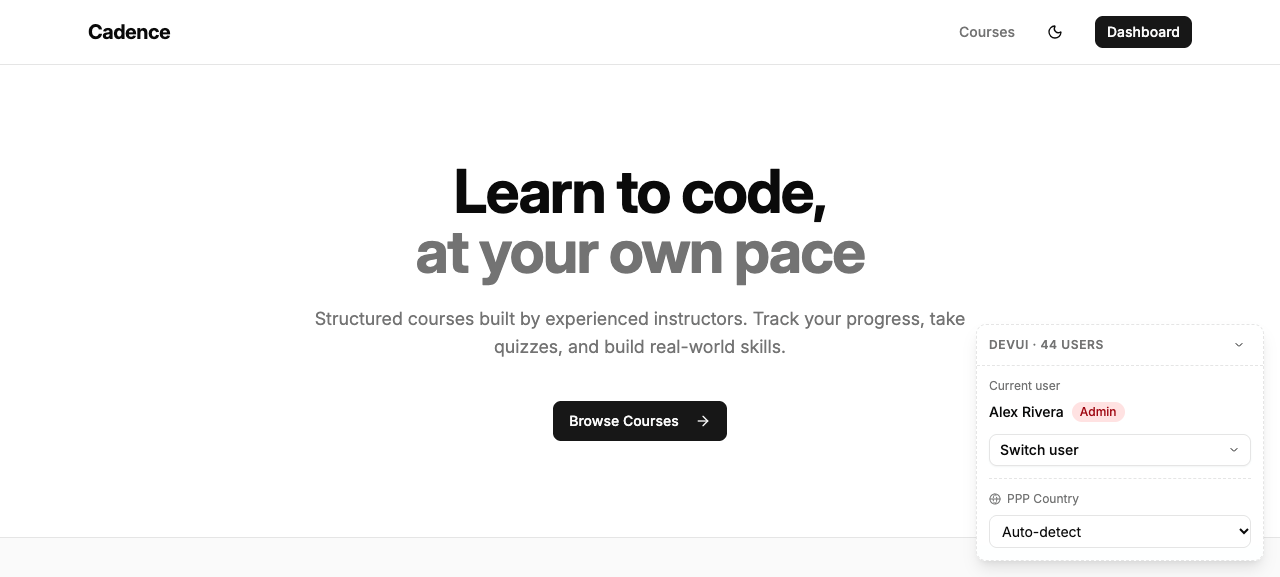 Cadence
Courses
Dashboard
Learn to code,
at your own pace
Structured courses built by experienced instructors. Track your progress, take
quizzes, and build real-world skills.
Browse Courses
DEVUI · 44 USERS
Current user
Alex Rivera Admin
Switch user
PPP Country
Auto-detect